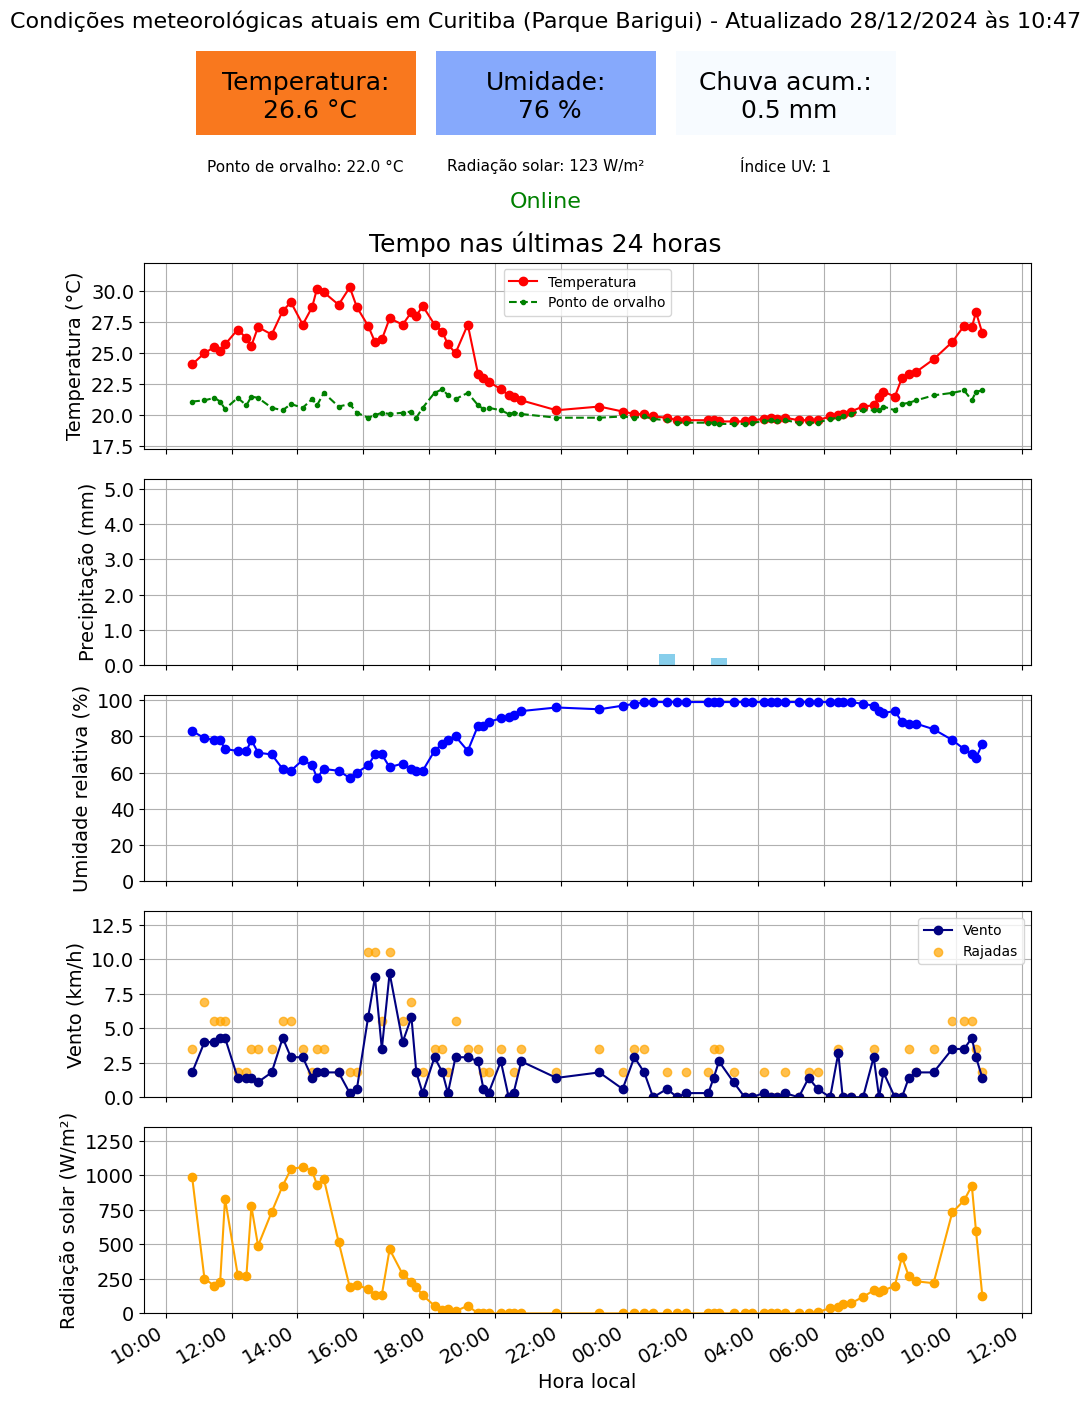 Condições meteorológicas atuais em Curitiba (Parque Barigui) - Atualizado 28/12/2024 às 10:47
Temperatura:
26.6 °C
Umidade:
76 %
Chuva acum.:
0.5 mm
Ponto de orvalho: 22.0 °C
Radiação solar: 123 W/m²
Índice UV: 1
Online
Tempo nas últimas 24 horas
Temperatura (°C)
30.0
27.5
25.0
22.5
20.0
17.5
Temperatura
Ponto de orvalho
Precipitação (mm)
5.0
4.0
3.0
2.0
1.0
0.0
Umidade relativa (%)
100
80
60
40
20
0
Vento (km/h)
12.5
10.0
7.5
5.0
2.5
0.0
Vento
Rajadas
Radiação solar (W/m²)
1250
1000
750
500
250
0
10:00
12:00
14:00
16:00
18:00
20:00
22:00
00:00
02:00
04:00
06:00
08:00
10:00
12:00
Hora local